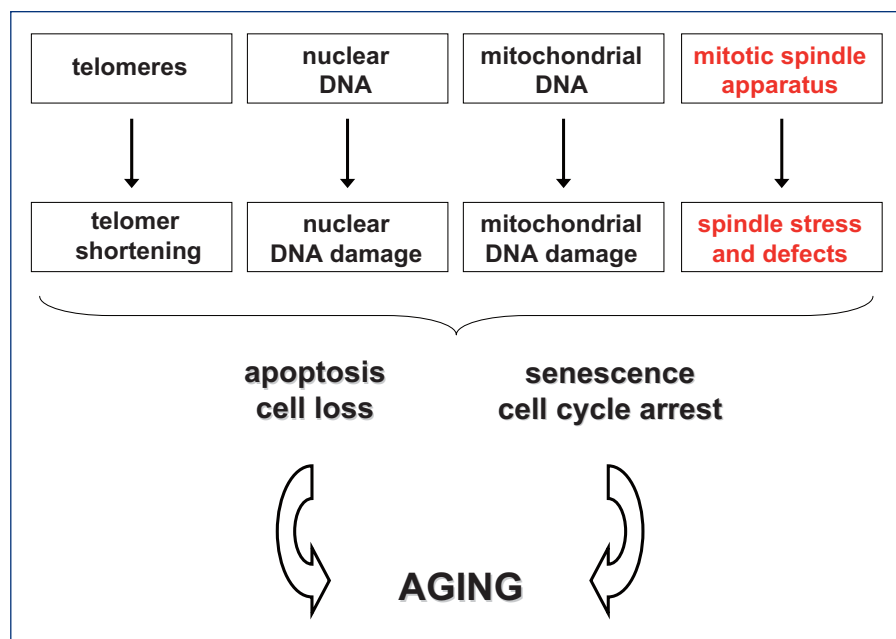 telomeres
nuclear
DNA
mitochondrial
DNA
mitotic spindle
apparatus
telomer
shortening
nuclear
DNA damage
mitochondrial
DNA damage
spindle stress
and defects
apoptosis
cell loss
senescence
cell cycle arrest
AGING